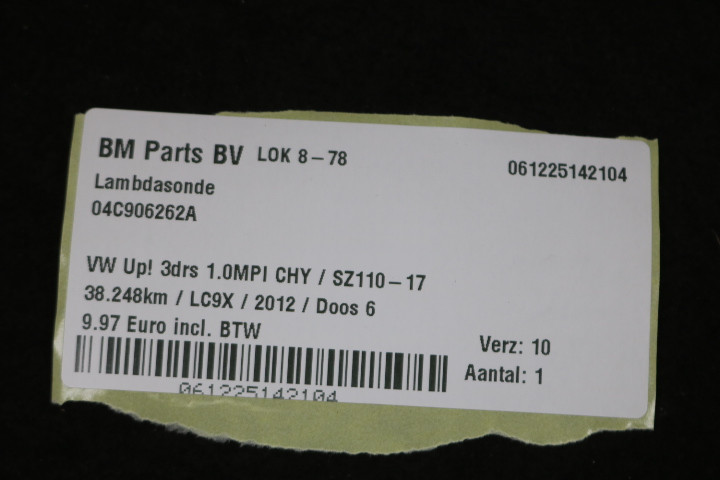 BM Parts BV LOK 8-78 061225142104
Lambdasonde
04C906262A
VW Up! 3drs 1.0MPI CHY / SZ110-17
38.248km / LC9X / 2012 / Doos 6
9.97 Euro incl. BTW
Verz: 10
Aantal: 1
061225142104